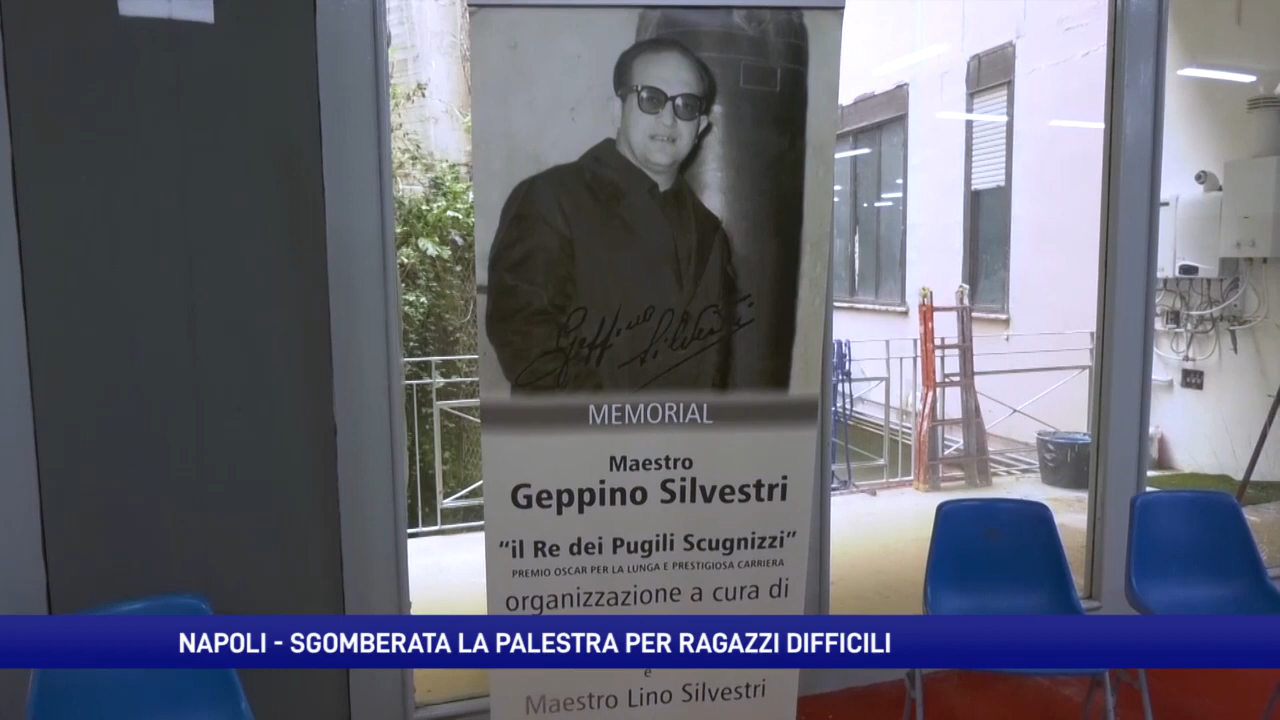 Geppino Silvestri
MEMORIAL
Maestro
Geppino Silvestri
“il Re dei Pugili Scugnizzi”
PREMIO OSCAR PER LA LUNGA E PRESTIGIOSA CARRIERA
organizzazione a cura di
NAPOLI - SGOMBERATA LA PALESTRA PER RAGAZZI DIFFICILI
e
Maestro Lino Silvestri